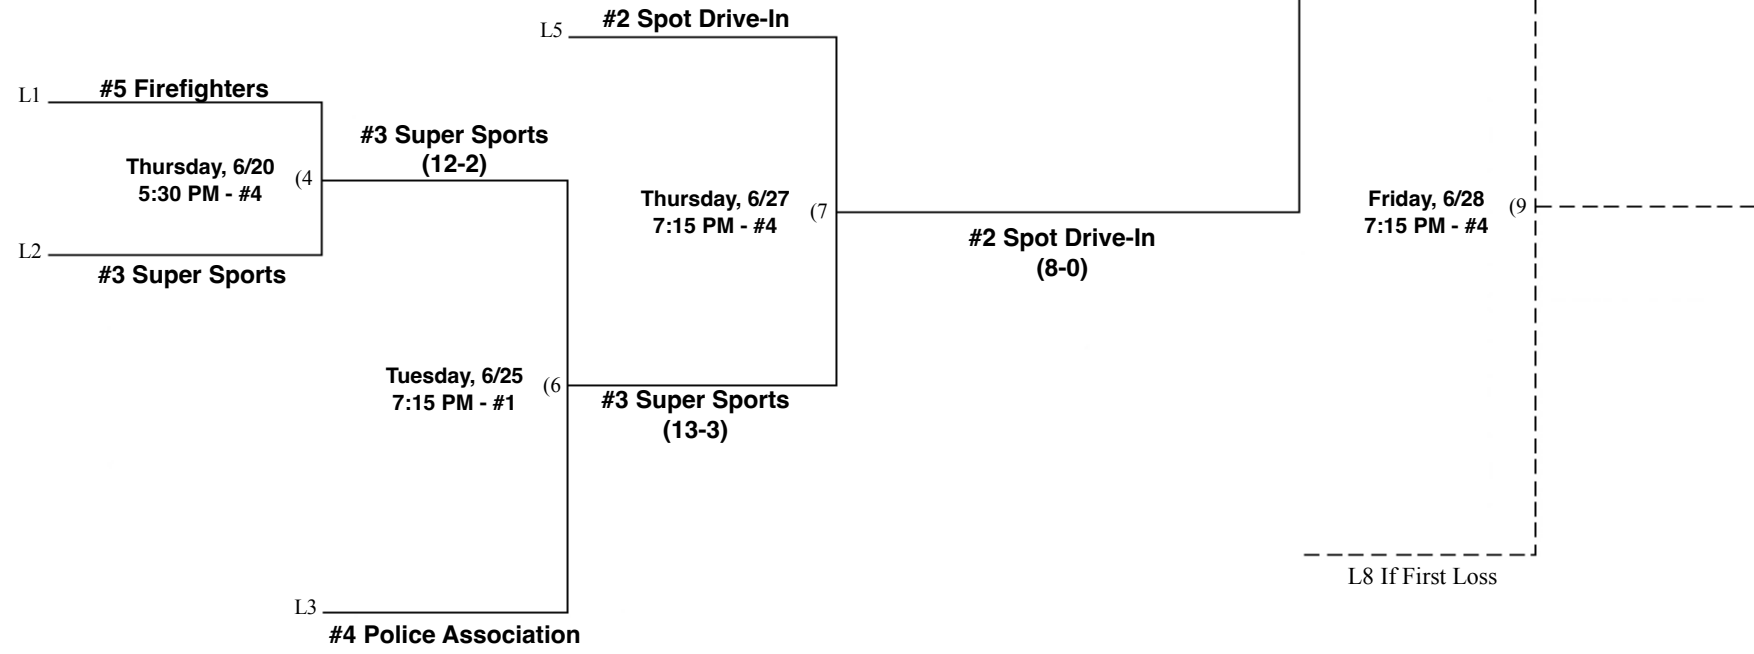 L5
#2 Spot Drive-In
L1
#5 Firefighters
#3 Super Sports
(12-2)
Thursday, 6/20
5:30 PM - #4
(4
Thursday, 6/27
7:15 PM - #4
(7
Friday, 6/28
7:15 PM - #4
(9
L2
#3 Super Sports
#2 Spot Drive-In
(8-0)
Tuesday, 6/25
7:15 PM - #1
(6
#3 Super Sports
(13-3)
L8 If First Loss
L3
#4 Police Association